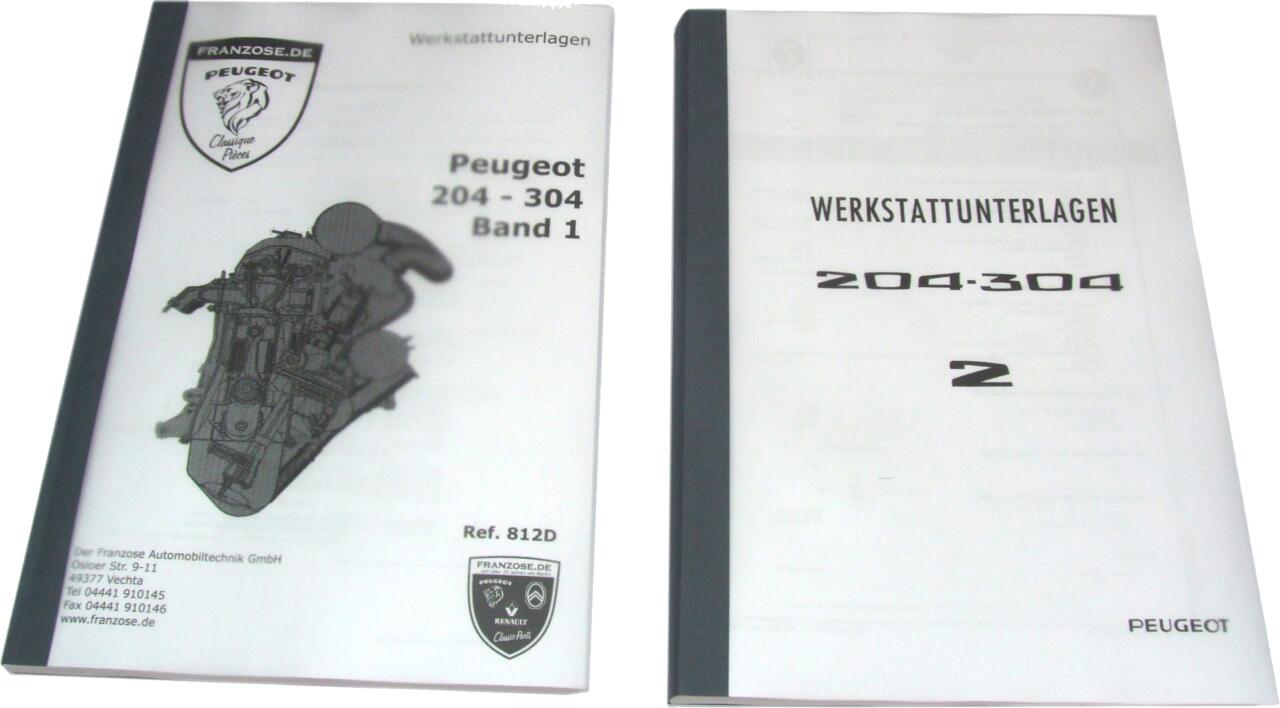 FRANZOSE.DE
PEUGEOT
Classique
Pièces
Werkstattunterlagen
Peugeot
204 - 304
Band 1
Ref. 812D
Der Franzose Automobiltechnik GmbH
Osloer Str. 9-11
49377 Vechta
Tel 04441 910145
Fax 04441 910146
www.franzose.de
FRANZOSE.DE
PEUGEOT
RENAULT
Classic Parts
WERKSTATTUNTERLAGEN
204-304
2
PEUGEOT